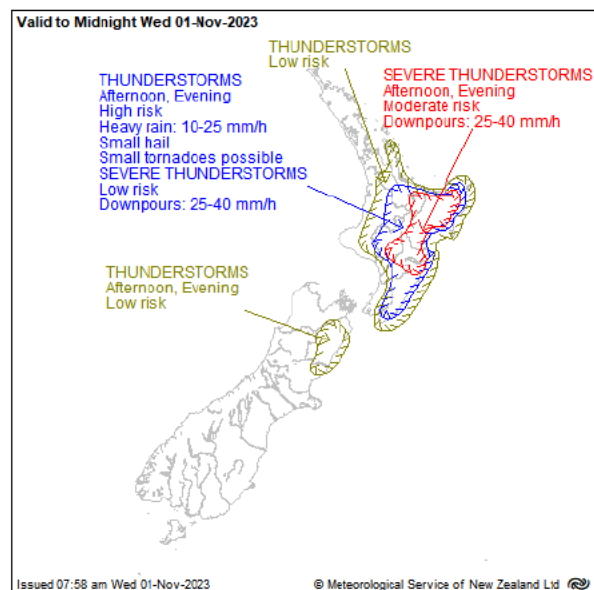 Valid to Midnight Wed 01-Nov-2023
THUNDERSTORMS
Low risk
THUNDERSTORMS
Afternoon, Evening
High risk
Heavy rain: 10-25 mm/h
Small hail
Small tornadoes possible
SEVERE THUNDERSTORMS
Low risk
Downpours: 25-40 mm/h
SEVERE THUNDERSTORMS
Afternoon, Evening
Moderate risk
Downpours: 25-40 mm/h
THUNDERSTORMS
Afternoon, Evening
Low risk
Issued 07:58 am Wed 01-Nov-2023
© Meteorological Service of New Zealand Ltd